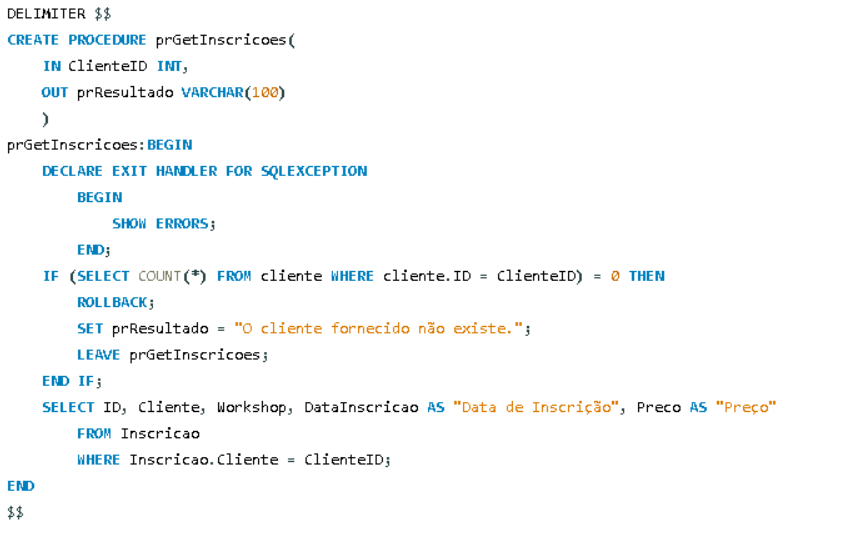 DELIMITER $$
CREATE PROCEDURE prGetInscricoes(
    IN ClienteID INT,
    OUT prResultado VARCHAR(100)
    )
prGetInscricoes:BEGIN
    DECLARE EXIT HANDLER FOR SQLEXCEPTION
        BEGIN
            SHOW ERRORS;
        END;
    IF (SELECT COUNT(*) FROM cliente WHERE cliente.ID = ClienteID) = 0 THEN
        ROLLBACK;
        SET prResultado = "O cliente fornecido não existe.";
        LEAVE prGetInscricoes;
    END IF;
    SELECT ID, Cliente, Workshop, DataInscricao AS "Data de Inscrição", Preco AS "Preço"
        FROM Inscricao
        WHERE Inscricao.Cliente = ClienteID;
END
$$